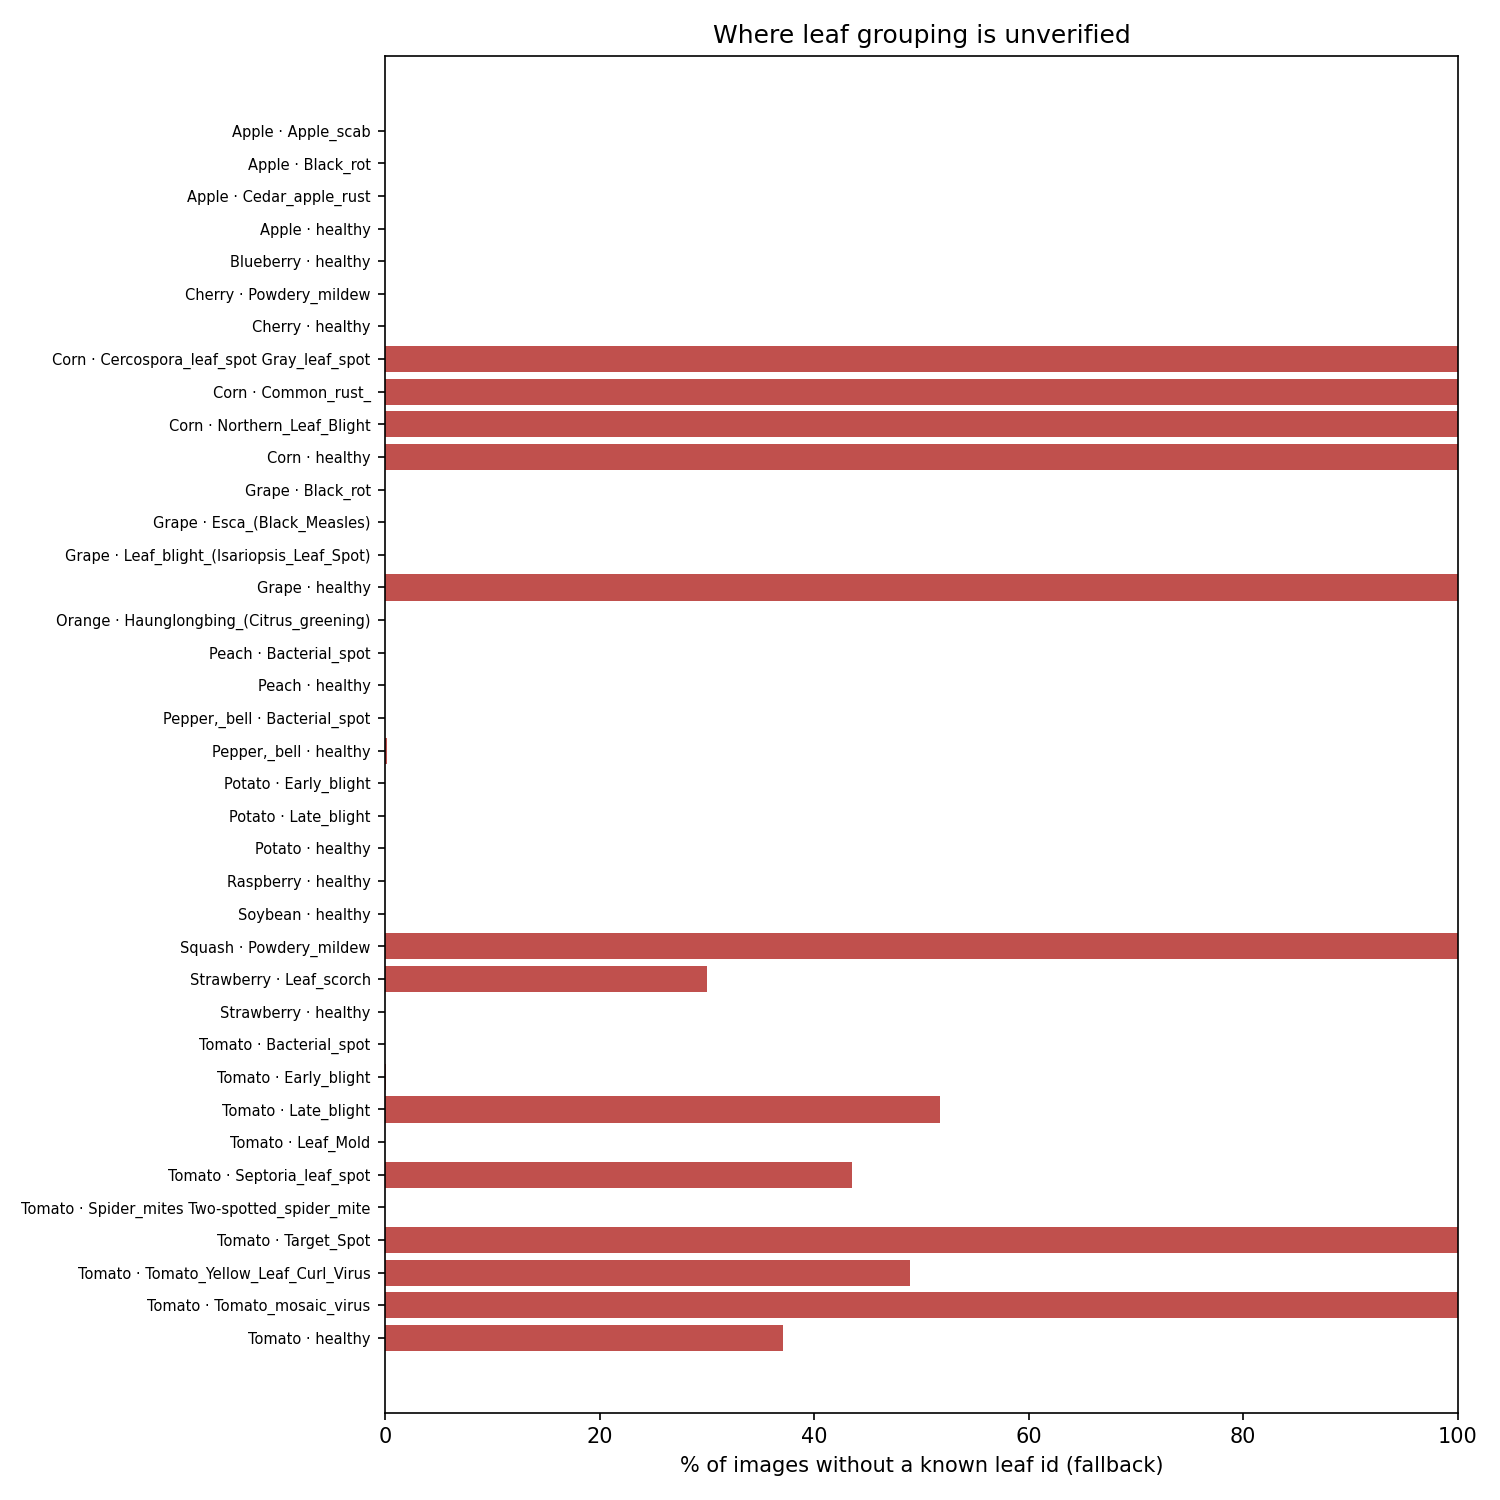 Where leaf grouping is unverified
Apple · Apple_scab
Apple · Black_rot
Apple · Cedar_apple_rust
Apple · healthy
Blueberry · healthy
Cherry · Powdery_mildew
Cherry · healthy
Corn · Cercospora_leaf_spot Gray_leaf_spot
Corn · Common_rust_
Corn · Northern_Leaf_Blight
Corn · healthy
Grape · Black_rot
Grape · Esca_(Black_Measles)
Grape · Leaf_blight_(Isariopsis_Leaf_Spot)
Grape · healthy
Orange · Haunglongbing_(Citrus_greening)
Peach · Bacterial_spot
Peach · healthy
Pepper,_bell · Bacterial_spot
Pepper,_bell · healthy
Potato · Early_blight
Potato · Late_blight
Potato · healthy
Raspberry · healthy
Soybean · healthy
Squash · Powdery_mildew
Strawberry · Leaf_scorch
Strawberry · healthy
Tomato · Bacterial_spot
Tomato · Early_blight
Tomato · Late_blight
Tomato · Leaf_Mold
Tomato · Septoria_leaf_spot
Tomato · Spider_mites Two-spotted_spider_mite
Tomato · Target_Spot
Tomato · Tomato_Yellow_Leaf_Curl_Virus
Tomato · Tomato_mosaic_virus
Tomato · healthy
0 20 40 60 80 100
% of images without a known leaf id (fallback)